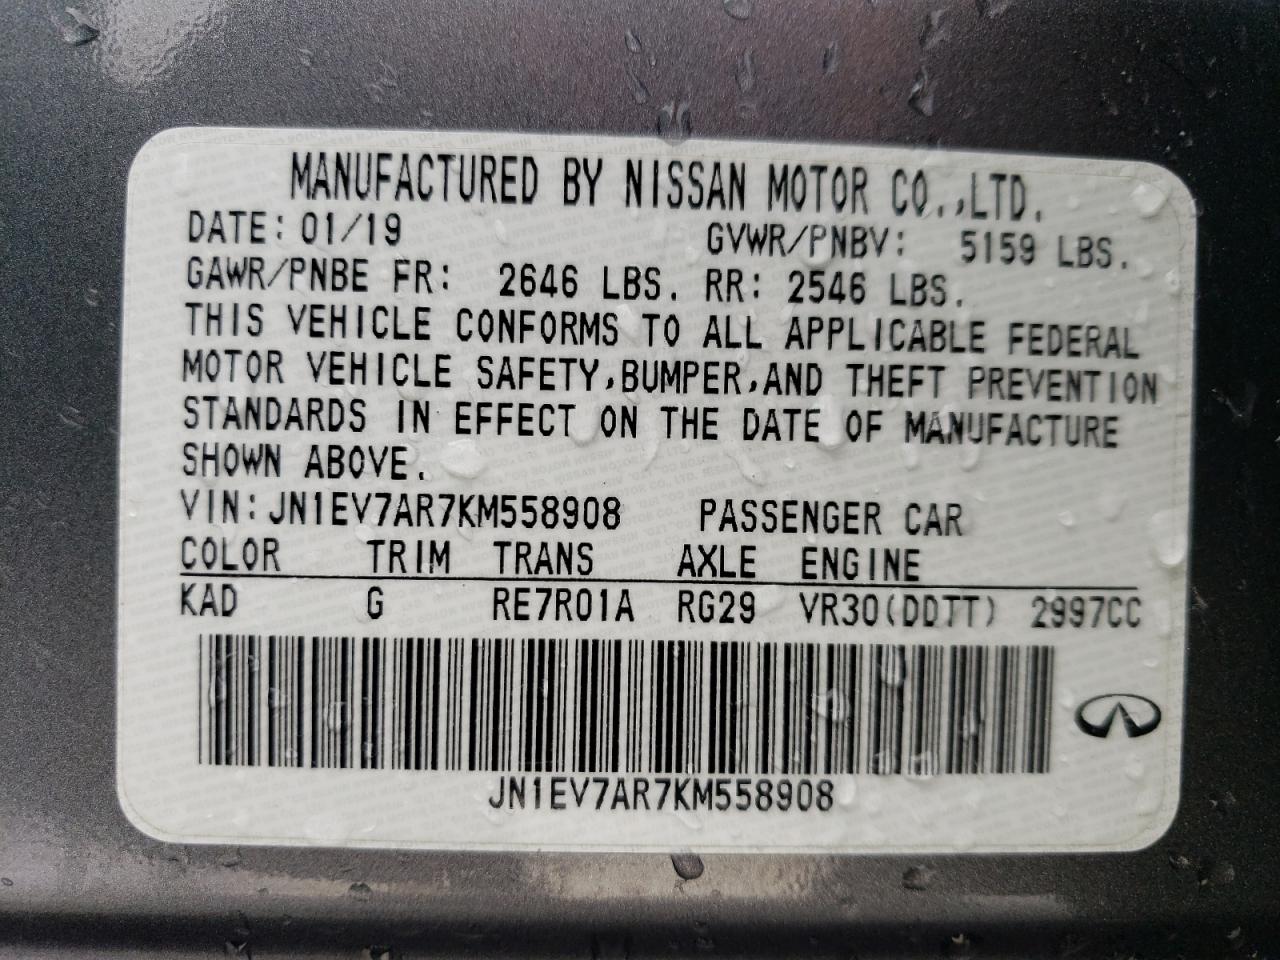 MANUFACTURED BY NISSAN MOTOR CO.,LTD.
DATE: 01/19 GVWR/PNBV: 5159 LBS.
GAWR/PNBE FR: 2646 LBS. RR: 2546 LBS.
THIS VEHICLE CONFORMS TO ALL APPLICABLE FEDERAL
MOTOR VEHICLE SAFETY,BUMPER,AND THEFT PREVENTION
STANDARDS IN EFFECT ON THE DATE OF MANUFACTURE
SHOWN ABOVE.
VIN:JN1EV7AR7KM558908 PASSENGER CAR
COLOR TRIM TRANS AXLE ENGINE
KAD G RE7R01A RG29 VR30(DDTT) 2997CC
JN1EV7AR7KM558908